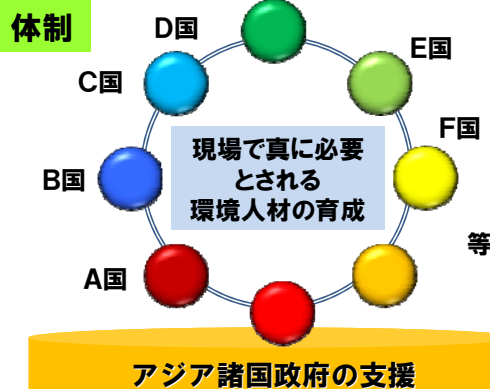 体制
D国
E国
C国
F国
現場で真に必要
とされる
環境人材の育成
B国
等
A国
アジア諸国政府の支援